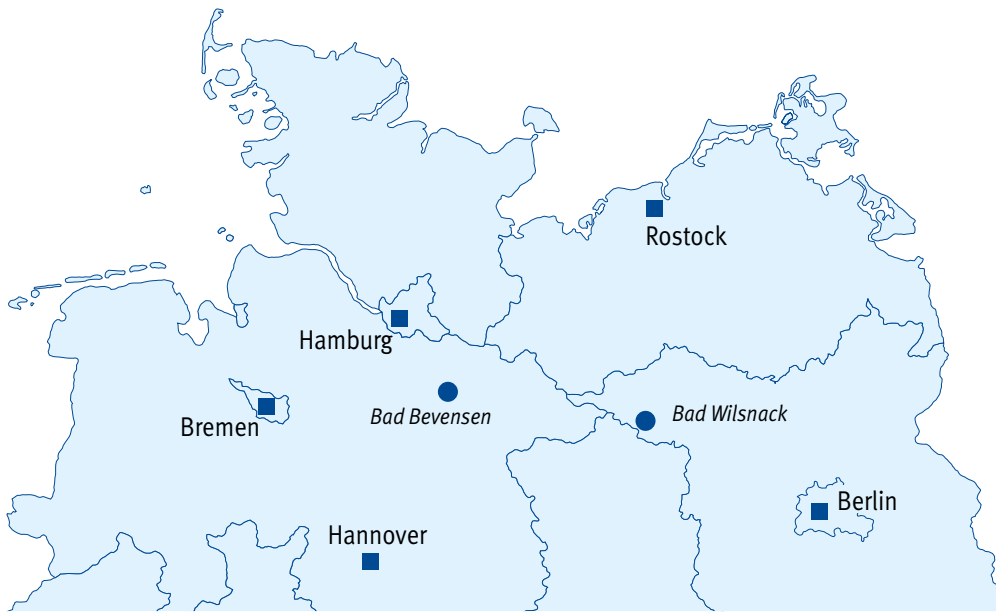 Rostock
Hamburg
Bad Bevensen
Bad Wilsnack
Bremen
Berlin
Hannover